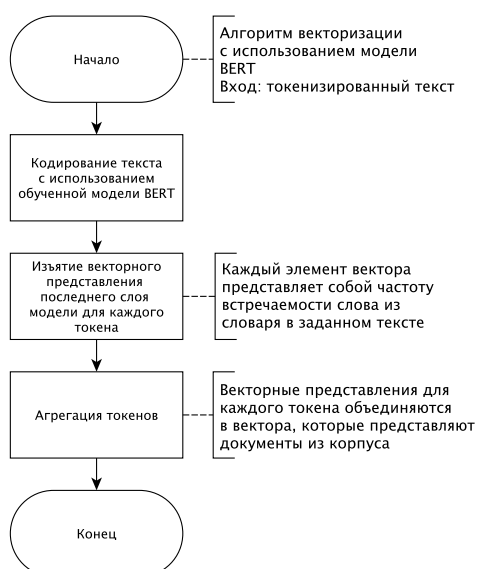 Начало
Алгоритм векторизации
с использованием модели
BERT
Вход: токенизированный текст
Кодирование текста
с использованием
обученной модели BERT
Изъятие векторного
представления
последнего слоя
модели для каждого
токена
Каждый элемент вектора
представляет собой частоту
встречаемости слова из
словаря в заданном тексте
Агрегация токенов
Векторные представления для
каждого токена объединяются
в вектора, которые представляют
документы из корпуса
Конец